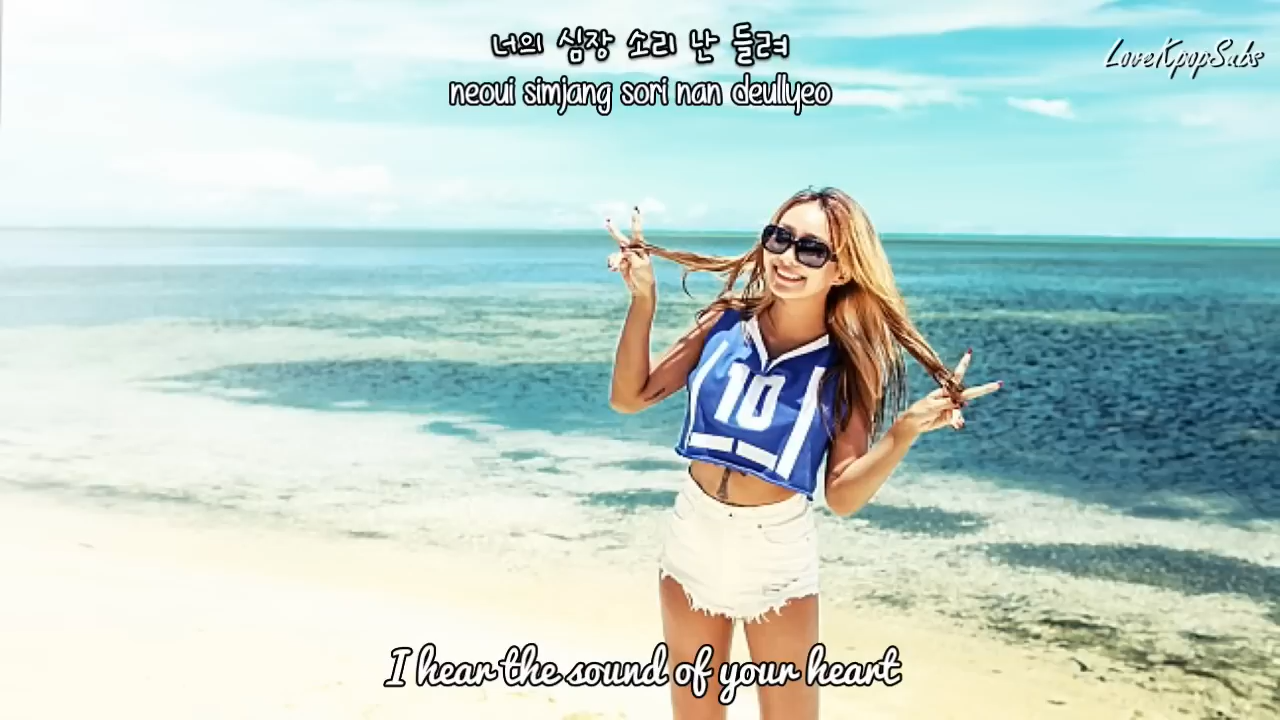 너의 심장 소리 난 들려
LoveKpopSubs
neoui simjang sori nan deullyeo
10
I hear the sound of your heart